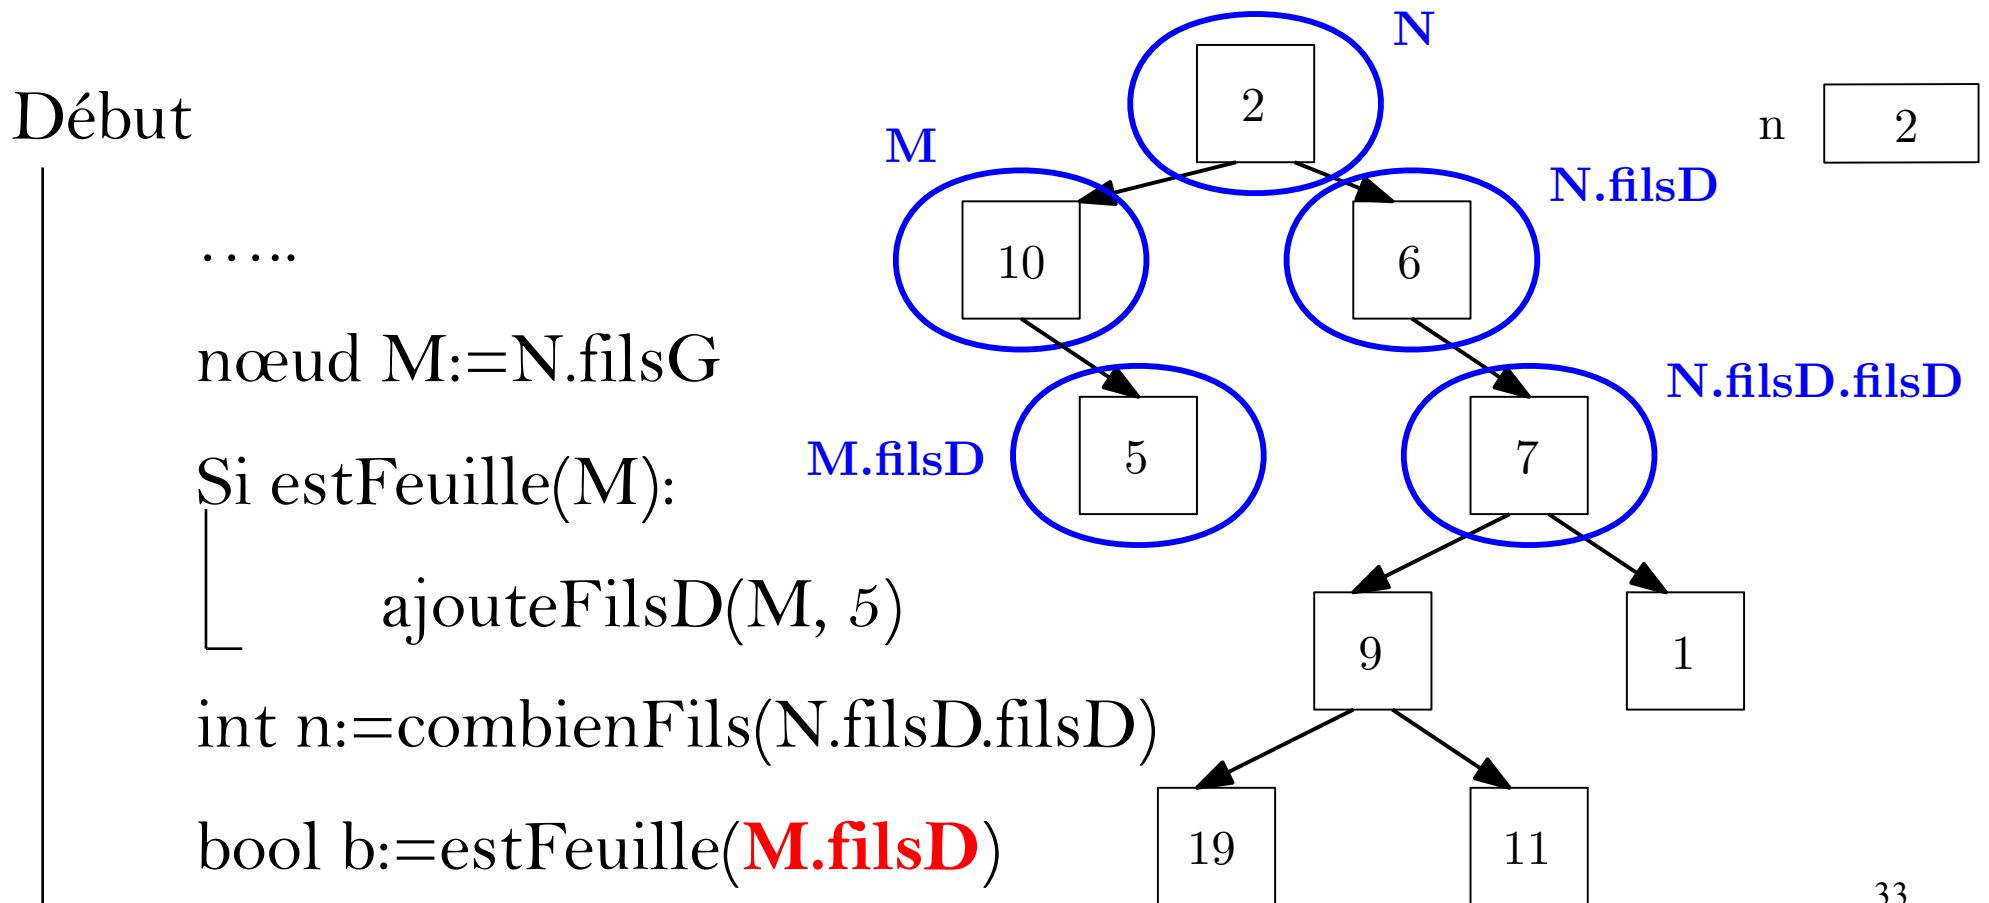 N
2
n 2
Début
M
N.filsD
…..
10
6
nœud M:=N.filsG
N.filsD.filsD
Si estFeuille(M):
M.filsD
5
7
ajouteFilsD(M, 5)
9
1
int n:=combienFils(N.filsD.filsD)
bool b:=estFeuille(M.filsD)
19
11
33